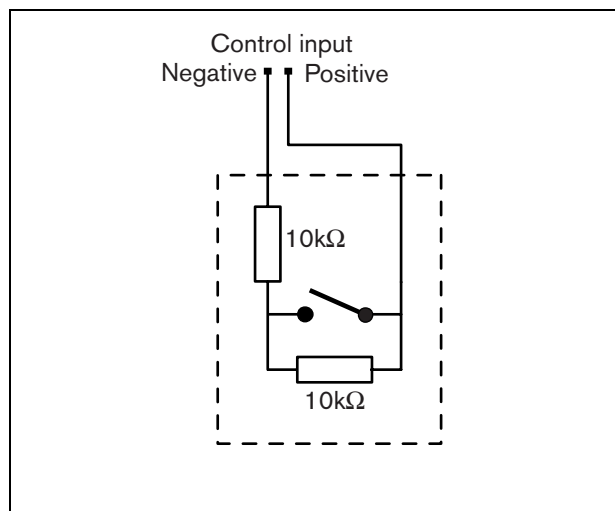 Control input
Negative Positive
10kΩ
10kΩ